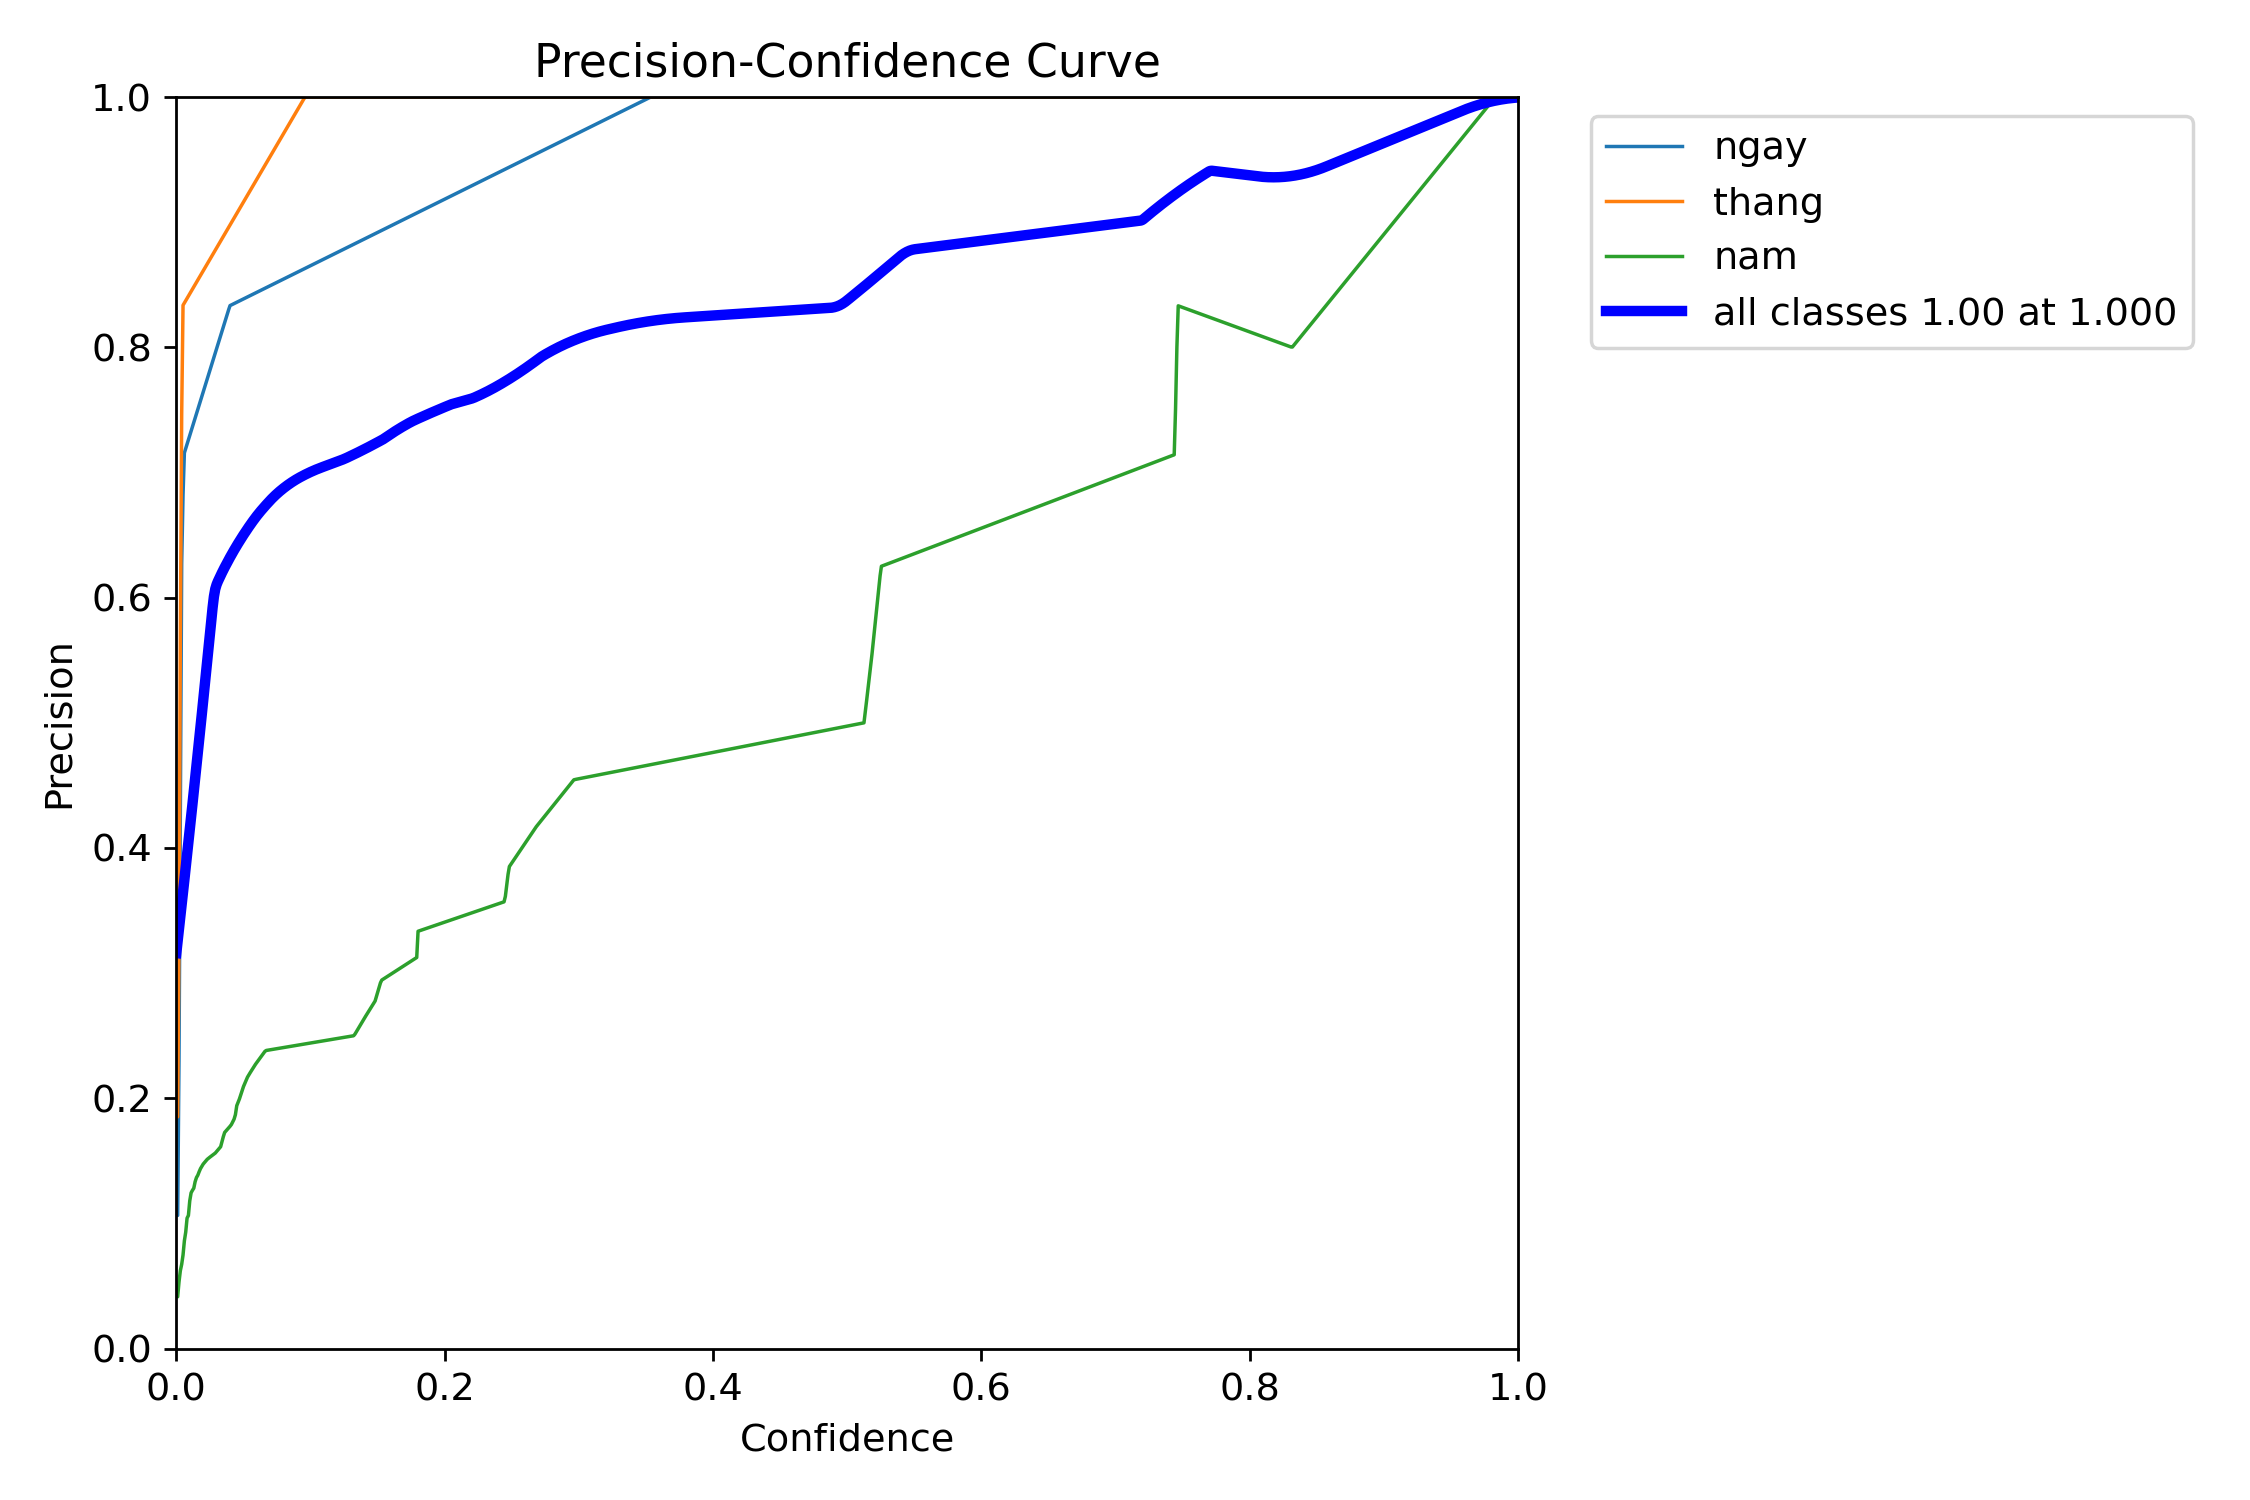 Precision-Confidence Curve
1.0
0.8
0.6
0.4
0.2
0.0
Precision
0.0 0.2 0.4 0.6 0.8 1.0
Confidence
ngay
thang
nam
all classes 1.00 at 1.000